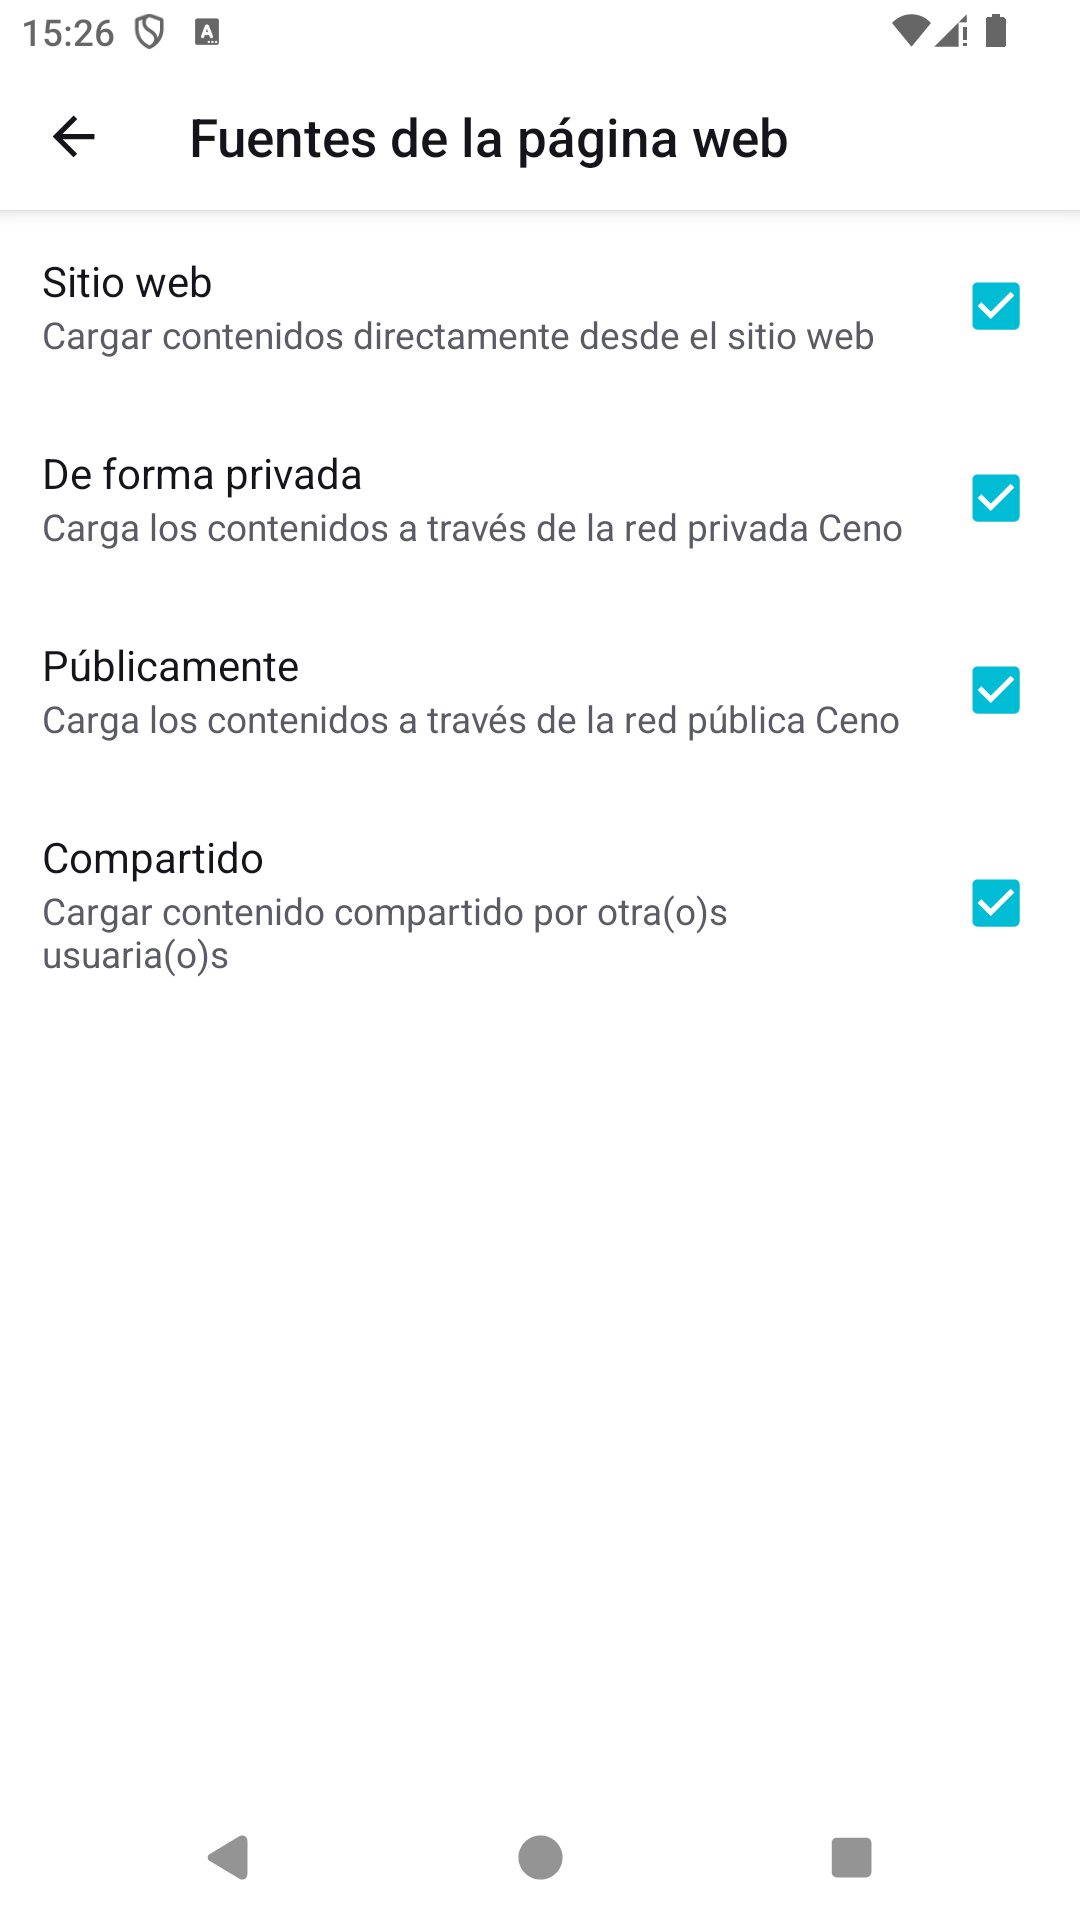 15:26
Fuentes de la página web
Sitio web
Cargar contenidos directamente desde el sitio web
De forma privada
Carga los contenidos a través de la red privada Ceno
Públicamente
Carga los contenidos a través de la red pública Ceno
Compartido
Cargar contenido compartido por otra(o)s
usuaria(o)s